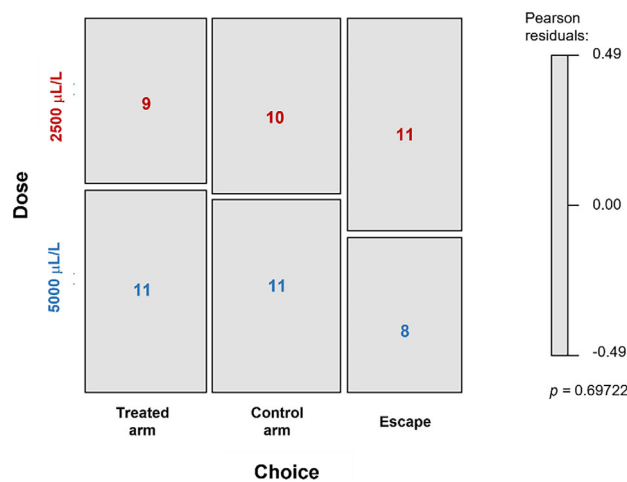 Pearson
residuals:
0.49
0.00
-0.49
p = 0.69722
Dose
2500 µL/L
5000 µL/L
9
10
11
11
11
8
Treated
arm
Control
arm
Escape
Choice